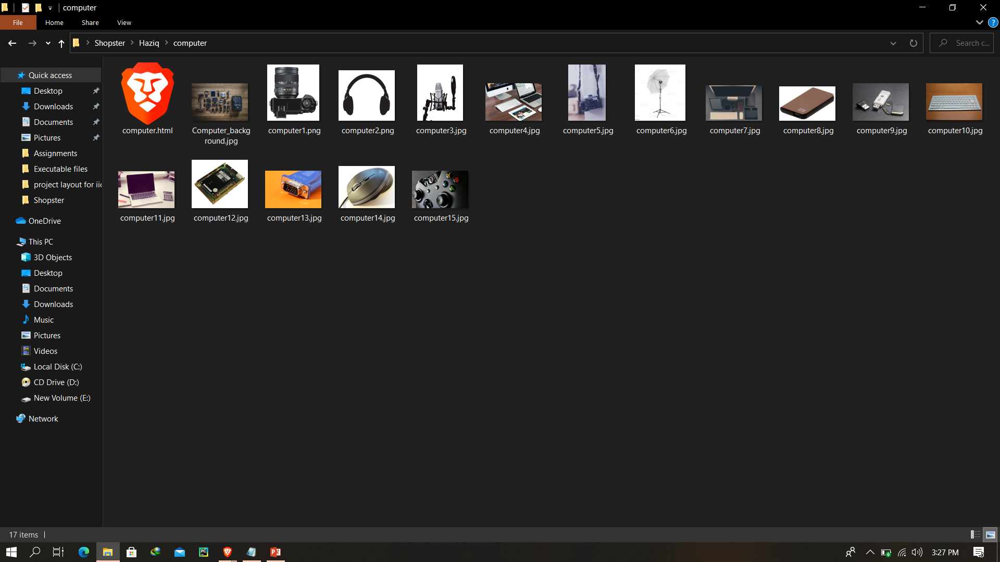 computer
File
Home
Share
View
?
Shopster
Haziq
computer
Search c...
Quick access
Desktop
Downloads
Documents
Pictures
Assignments
Executable files
project layout for iic
Shopster
OneDrive
This PC
3D Objects
Desktop
Documents
Downloads
Music
Pictures
Videos
Local Disk (C:)
CD Drive (D:)
New Volume (E:)
Network
computer.html
Computer_backg
round.jpg
computer1.png
computer2.png
computer3.jpg
computer4.jpg
computer5.jpg
computer6.jpg
computer7.jpg
computer8.jpg
computer9.jpg
computer10.jpg
computer11.jpg
computer12.jpg
computer13.jpg
computer14.jpg
computer15.jpg
17 items
PC
P
3:27 PM